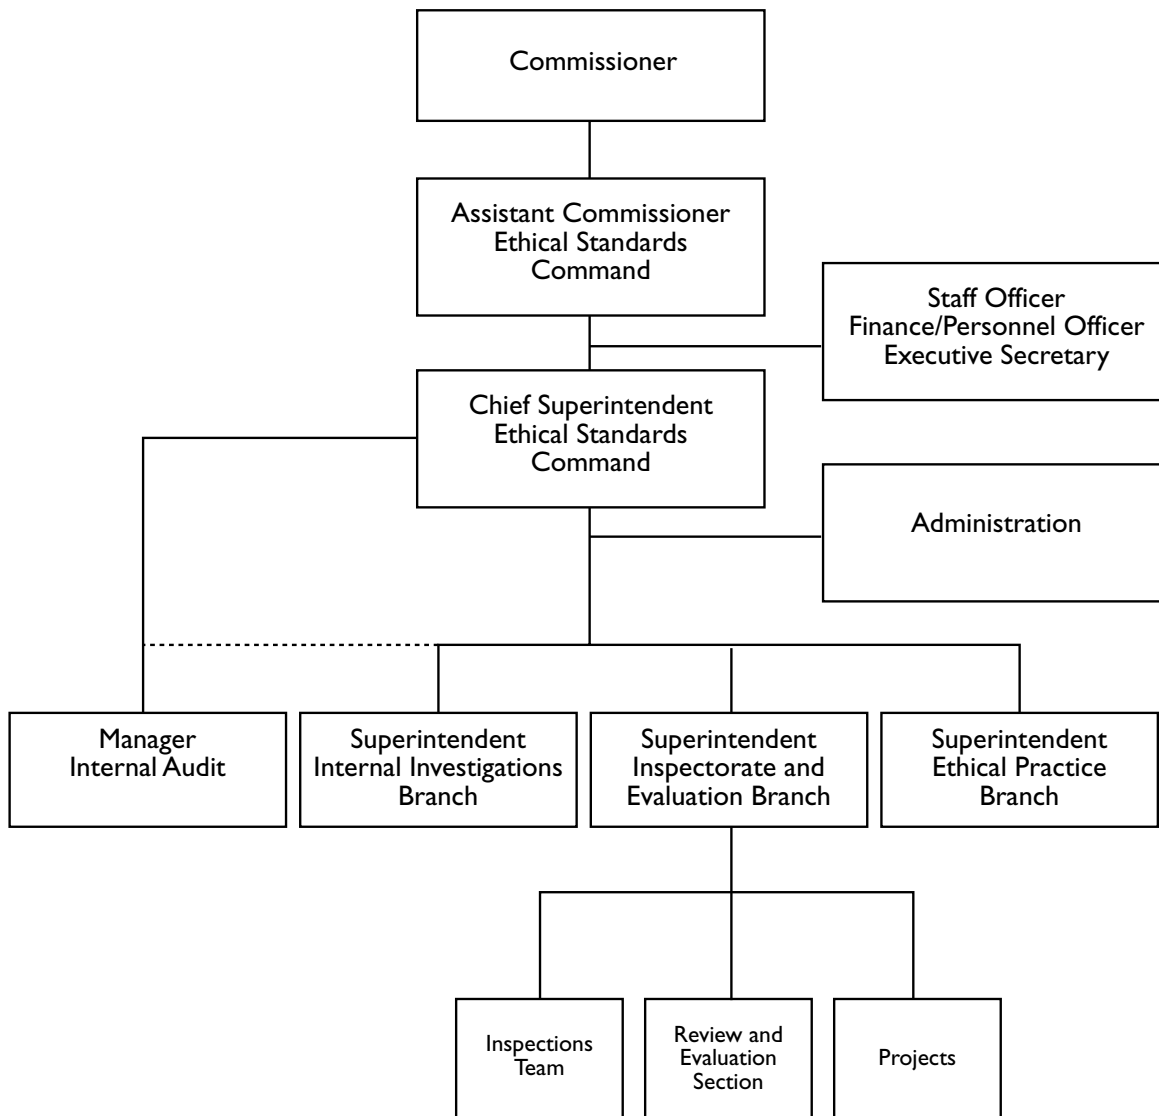 Commissioner
Assistant Commissioner
Ethical Standards
Command
Staff Officer
Finance/Personnel Officer
Executive Secretary
Chief Superintendent
Ethical Standards
Command
Administration
Manager
Internal Audit
Superintendent
Internal Investigations
Branch
Superintendent
Inspectorate and
Evaluation Branch
Superintendent
Ethical Practice
Branch
Inspections
Team
Review and
Evaluation
Section
Projects